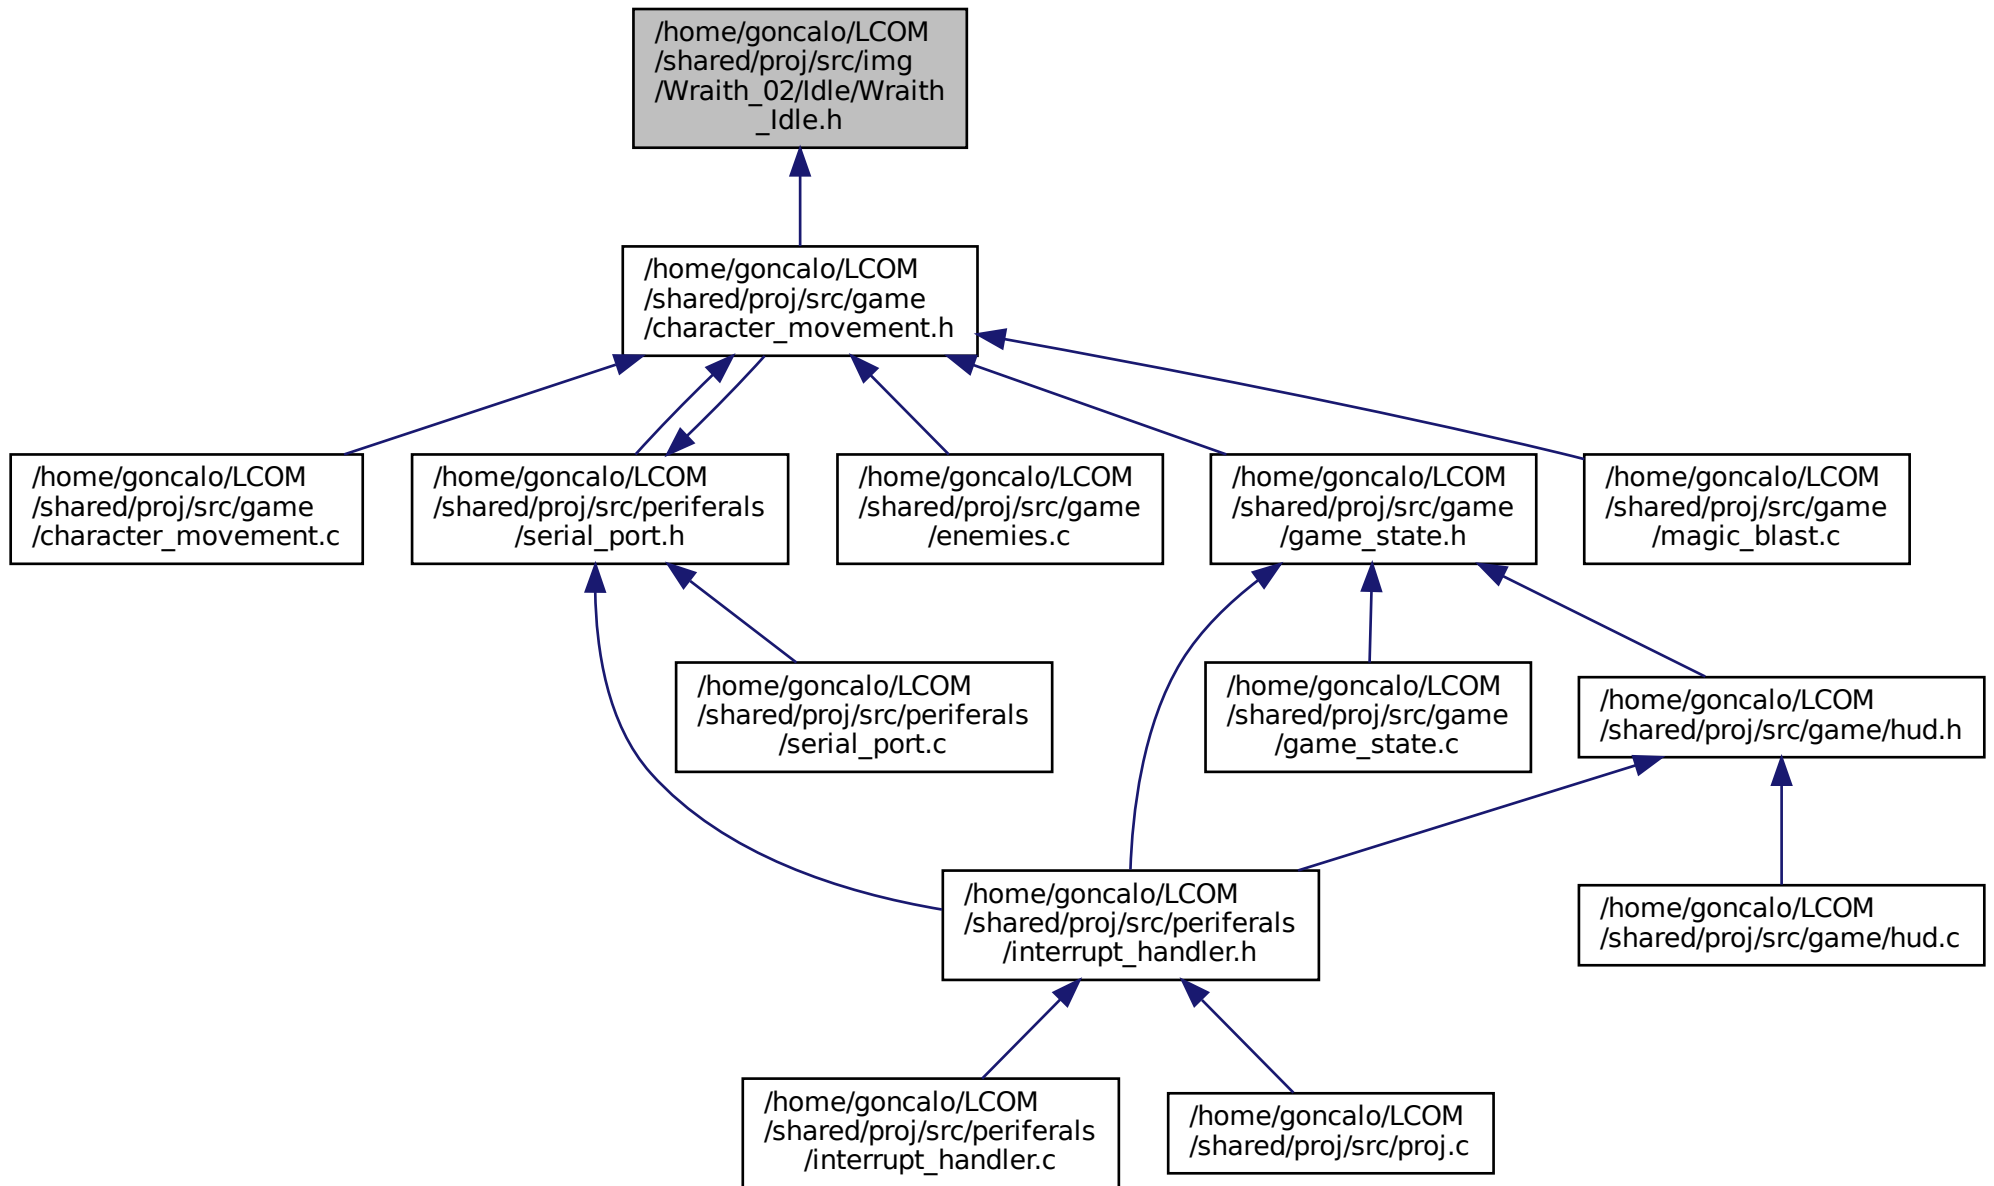 /home/goncalo/LCOM
/shared/proj/src/img
/Wraith_02/Idle/Wraith
_Idle.h
/home/goncalo/LCOM
/shared/proj/src/game
/character_movement.h
/home/goncalo/LCOM
/shared/proj/src/game
/character_movement.c
/home/goncalo/LCOM
/shared/proj/src/periferals
/serial_port.h
/home/goncalo/LCOM
/shared/proj/src/game
/enemies.c
/home/goncalo/LCOM
/shared/proj/src/game
/game_state.h
/home/goncalo/LCOM
/shared/proj/src/game
/magic_blast.c
/home/goncalo/LCOM
/shared/proj/src/periferals
/serial_port.c
/home/goncalo/LCOM
/shared/proj/src/game
/game_state.c
/home/goncalo/LCOM
/shared/proj/src/game/hud.h
/home/goncalo/LCOM
/shared/proj/src/periferals
/interrupt_handler.h
/home/goncalo/LCOM
/shared/proj/src/game/hud.c
/home/goncalo/LCOM
/shared/proj/src/periferals
/interrupt_handler.c
/home/goncalo/LCOM
/shared/proj/src/proj.c